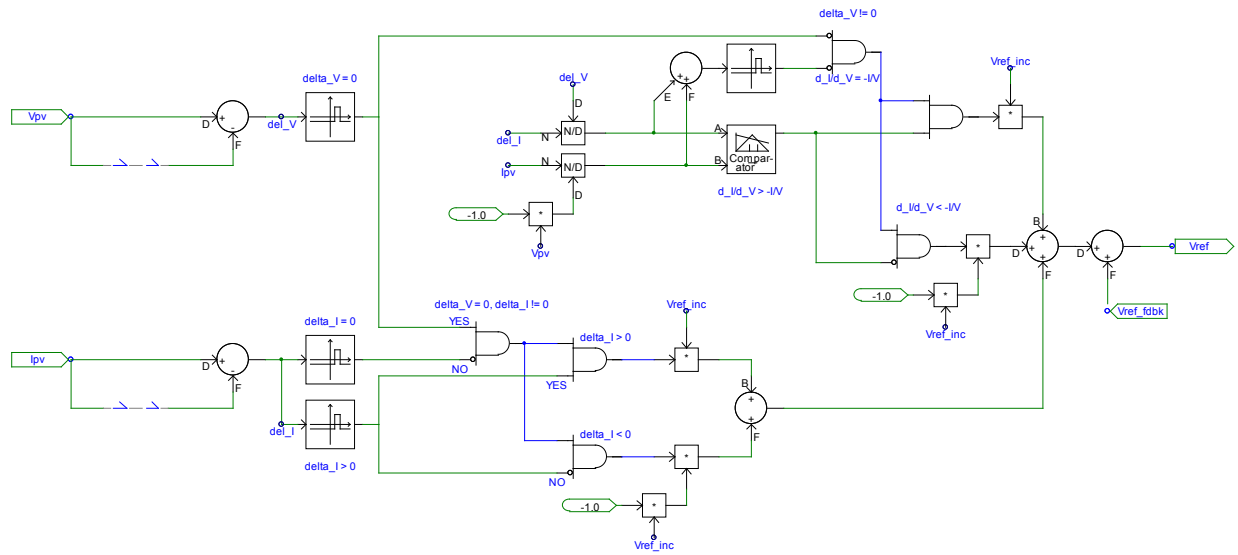 delta_V != 0
delta_V = 0
Vpv
D
+
-
F
del_V
del_V
D
N
N/D
del_I
Ipv
N
N/D
D
-1.0
*
Vpv
+
+
E
F
A
B
Compar-
ator
d_I/d_V > -I/V
d_I/d_V = -I/V
Vref_inc
*
d_I/d_V < -I/V
*
-1.0
*
Vref_inc
B
D
+
+
+
F
D
+
+
F
Vref
Vref_fdbk
delta_V = 0, delta_I != 0
YES
NO
delta_I = 0
Ipv
D
+
-
F
del_I
delta_I > 0
delta_I > 0
YES
Vref_inc
*
delta_I < 0
NO
*
-1.0
*
Vref_inc
B
+
+
F